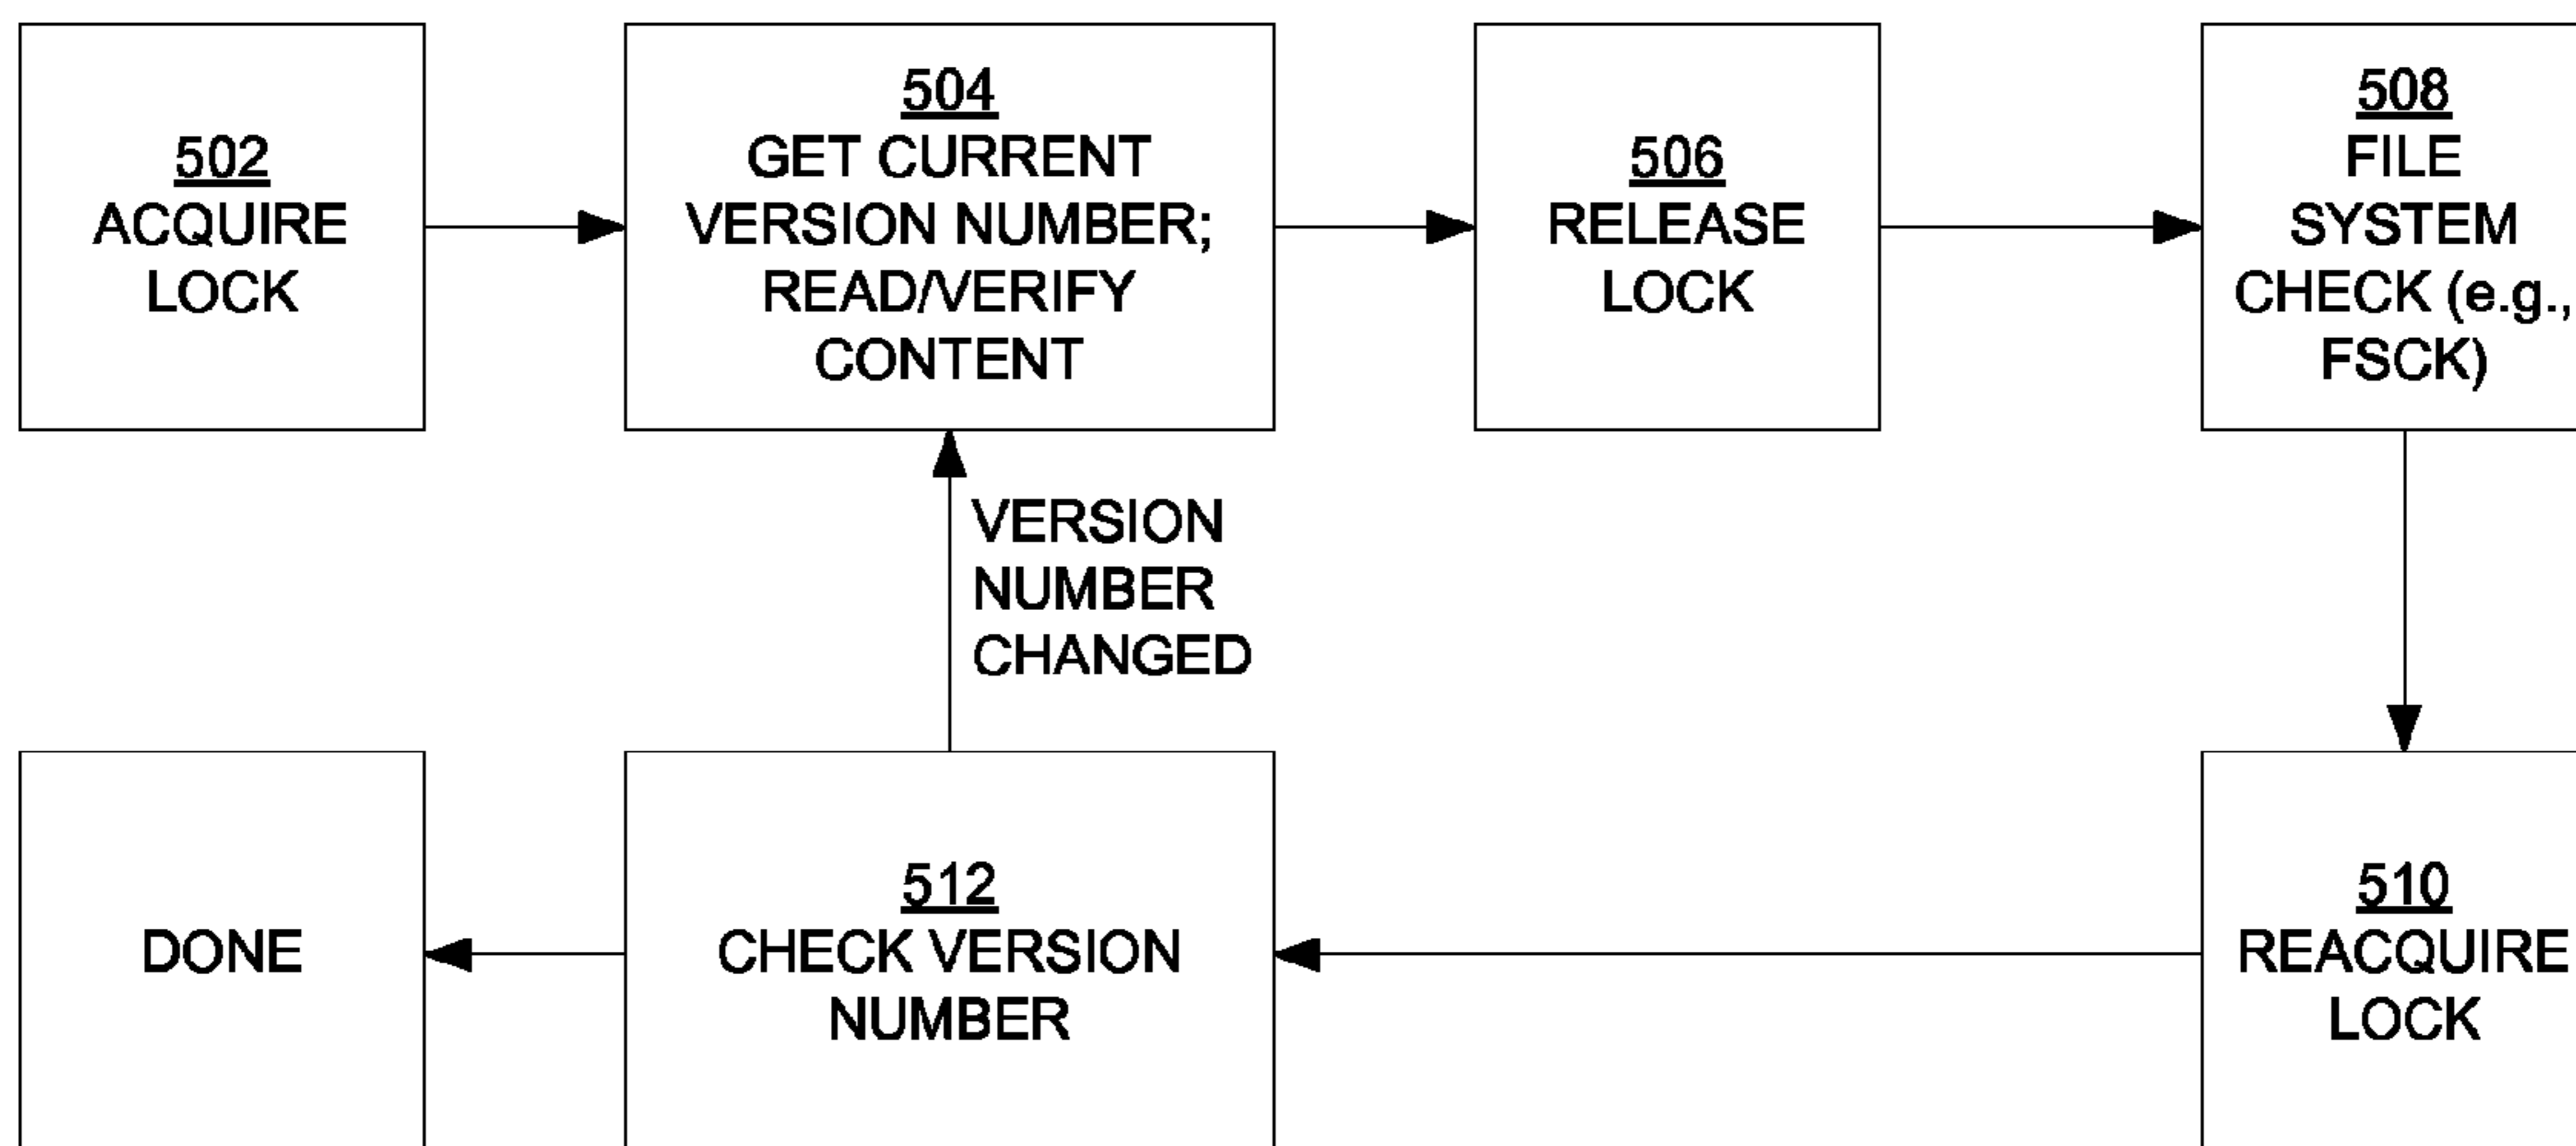 502
ACQUIRE
LOCK
504
GET CURRENT
VERSION NUMBER;
READ/VERIFY
CONTENT
506
RELEASE
LOCK
508
FILE
SYSTEM
CHECK (e.g.,
FSCK)
VERSION
NUMBER
CHANGED
DONE
512
CHECK VERSION
NUMBER
510
REACQUIRE
LOCK